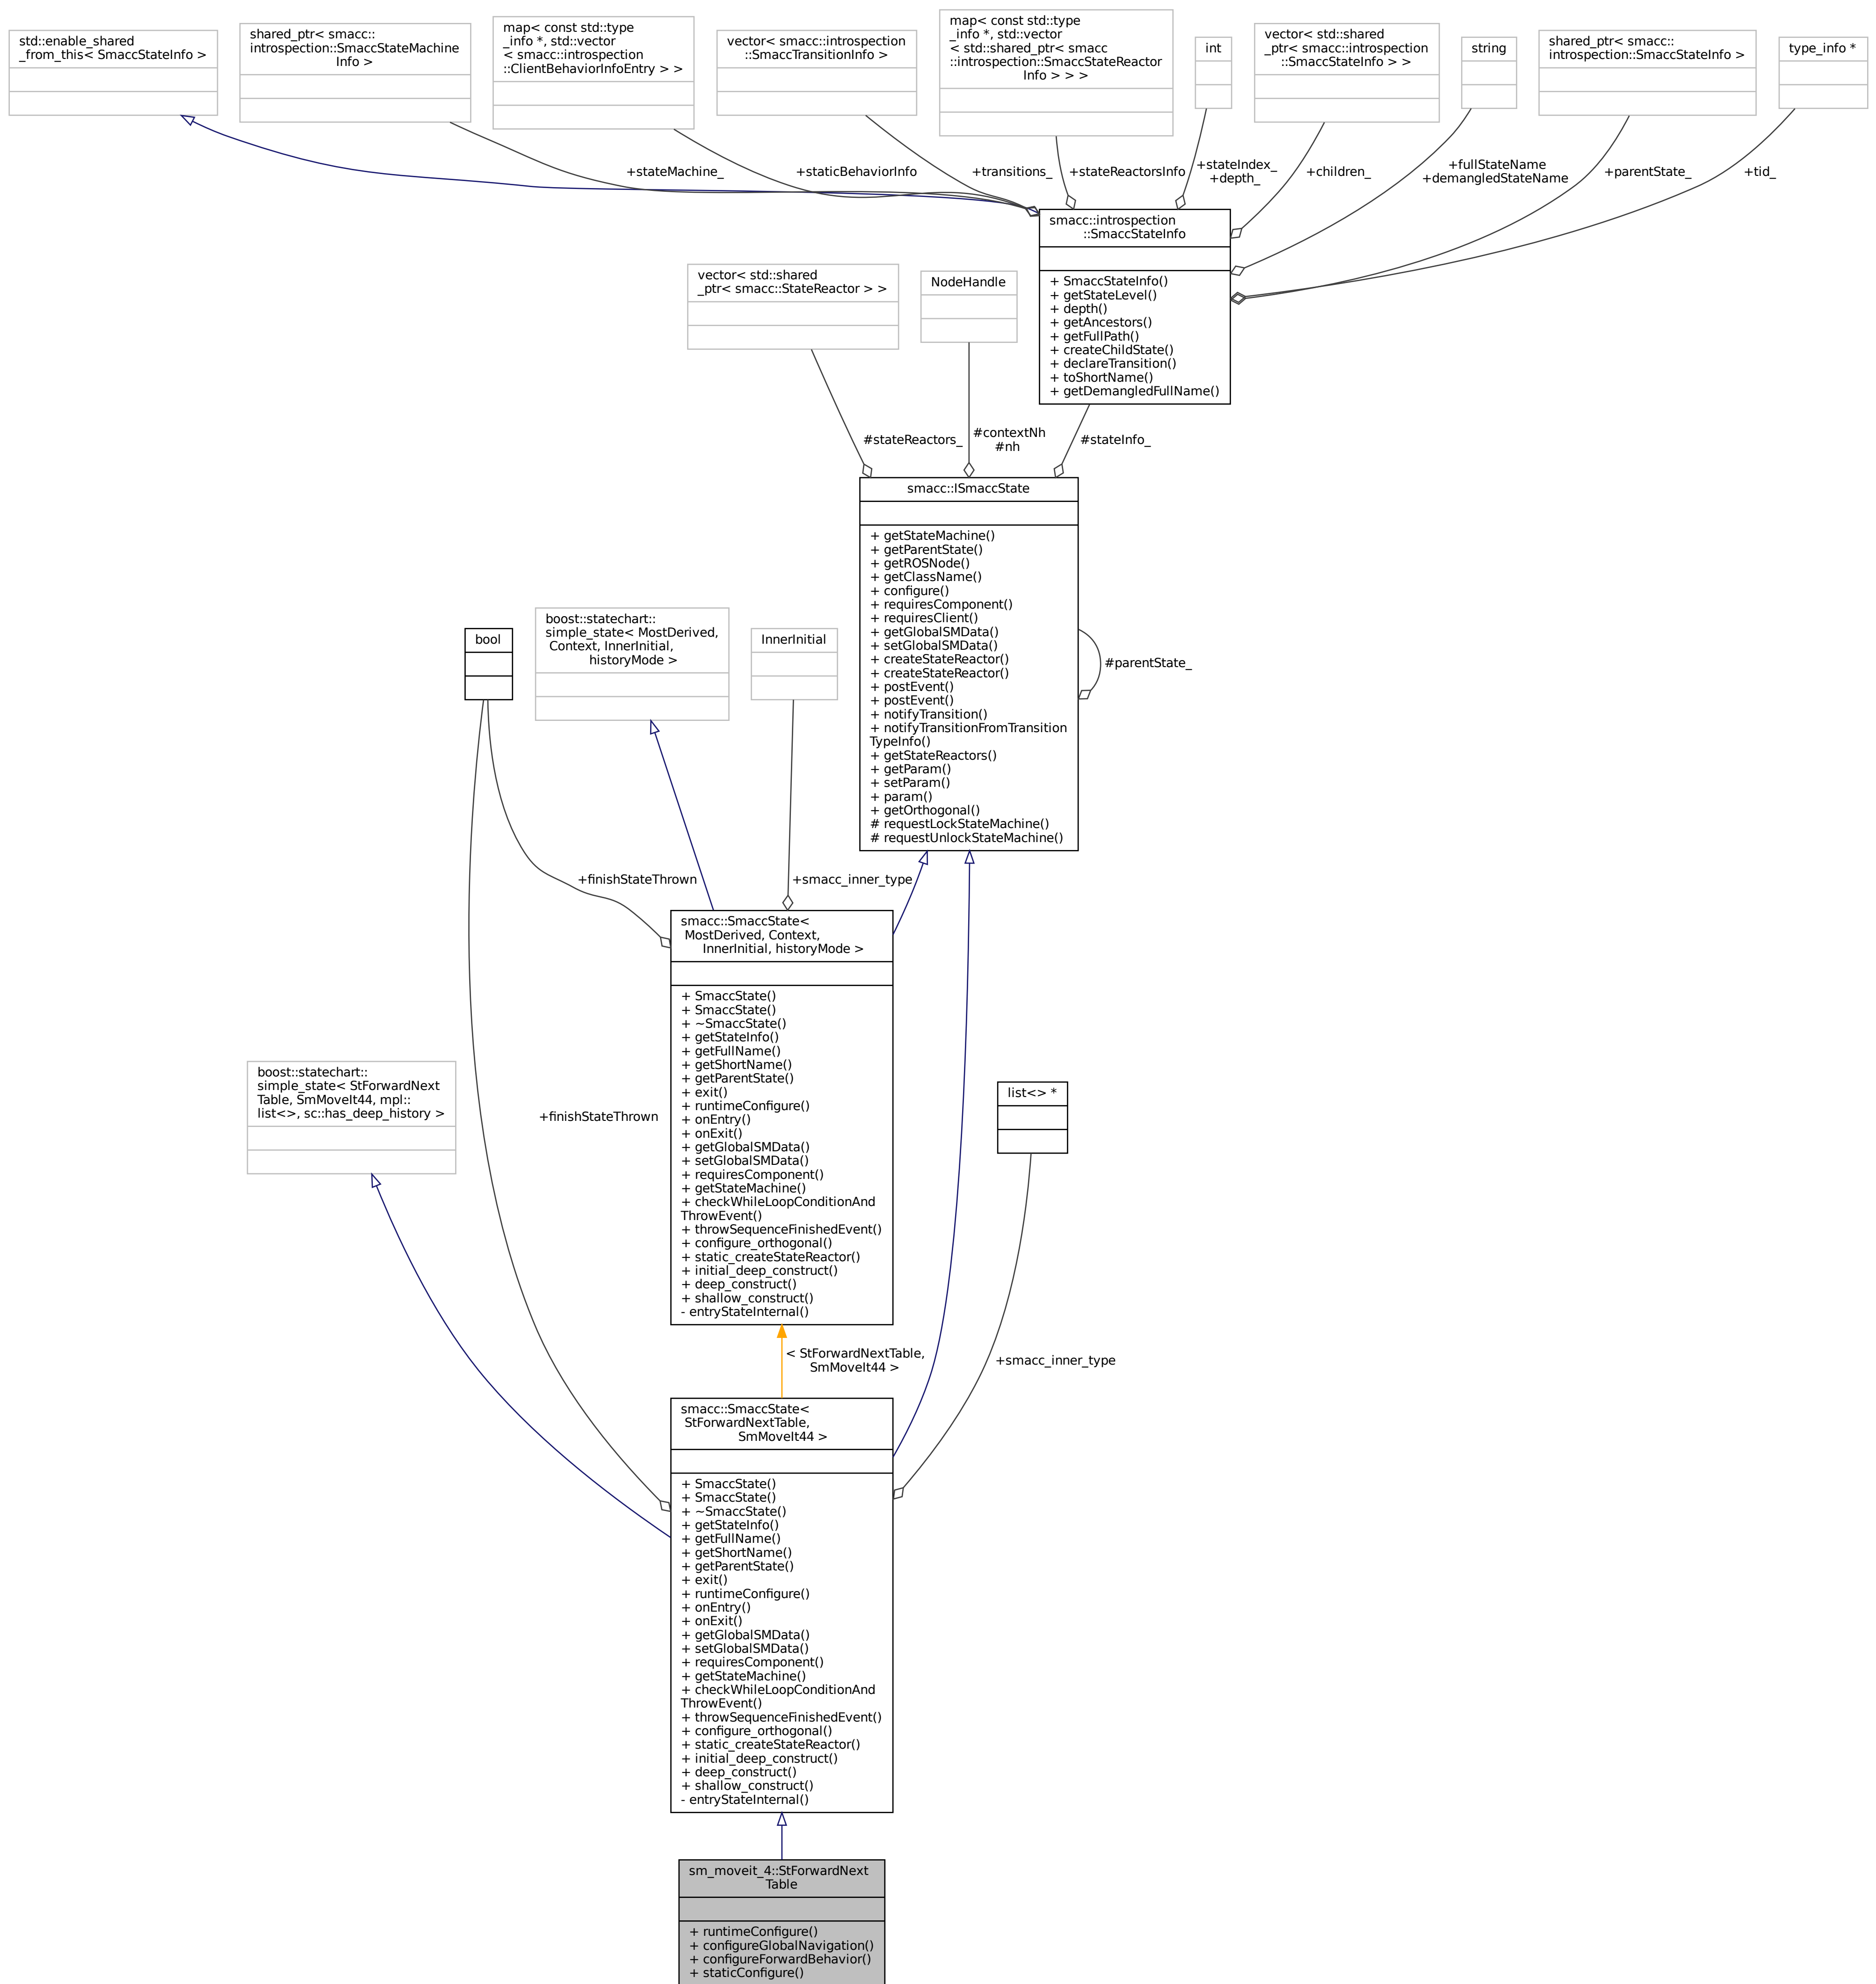 std::enable_shared
_from_this< SmaccStateInfo >
shared_ptr< smacc::
introspection::SmaccStateMachine
Info >
map< const std::type
_info *, std::vector
< smacc::introspection
::ClientBehaviorInfoEntry > >
vector< smacc::introspection
::SmaccTransitionInfo >
map< const std::type
_info *, std::vector
< std::shared_ptr< smacc
::introspection::SmaccStateReactor
Info > > >
int
vector< std::shared
_ptr< smacc::introspection
::SmaccStateInfo > >
string
shared_ptr< smacc::
introspection::SmaccStateInfo >
type_info *
+stateMachine_
+staticBehaviorInfo
+transitions_
+stateReactorsInfo
+stateIndex_
+depth_
+children_
+fullStateName
+demangledStateName
+parentState_
+tid_
smacc::introspection
::SmaccStateInfo
+ SmaccStateInfo()
+ getStateLevel()
+ depth()
+ getAncestors()
+ getFullPath()
+ createChildState()
+ declareTransition()
+ toShortName()
+ getDemangledFullName()
vector< std::shared
_ptr< smacc::StateReactor > >
NodeHandle
#stateReactors_
#contextNh
#nh
#stateInfo_
smacc::ISmaccState
+ getStateMachine()
+ getParentState()
+ getROSNode()
+ getClassName()
+ configure()
+ requiresComponent()
+ requiresClient()
+ getGlobalSMData()
+ setGlobalSMData()
+ createStateReactor()
+ createStateReactor()
+ postEvent()
+ postEvent()
+ notifyTransition()
+ notifyTransitionFromTransition
TypeInfo()
+ getStateReactors()
+ getParam()
+ setParam()
+ param()
+ getOrthogonal()
# requestLockStateMachine()
# requestUnlockStateMachine()
#parentState_
bool
boost::statechart::
simple_state< MostDerived,
Context, InnerInitial,
historyMode >
InnerInitial
+finishStateThrown
+smacc_inner_type
smacc::SmaccState<
MostDerived, Context,
InnerInitial, historyMode >
+ SmaccState()
+ SmaccState()
+ ~SmaccState()
+ getStateInfo()
+ getFullName()
+ getShortName()
+ getParentState()
+ exit()
+ runtimeConfigure()
+ onEntry()
+ onExit()
+ getGlobalSMData()
+ setGlobalSMData()
+ requiresComponent()
+ getStateMachine()
+ checkWhileLoopConditionAnd
ThrowEvent()
+ throwSequenceFinishedEvent()
+ configure_orthogonal()
+ static_createStateReactor()
+ initial_deep_construct()
+ deep_construct()
+ shallow_construct()
- entryStateInternal()
boost::statechart::
simple_state< StForwardNext
Table, SmMoveIt44, mpl::
list<>, sc::has_deep_history >
+finishStateThrown
list<> *
< StForwardNextTable,
SmMoveIt44 >
+smacc_inner_type
smacc::SmaccState<
StForwardNextTable,
SmMoveIt44 >
+ SmaccState()
+ SmaccState()
+ ~SmaccState()
+ getStateInfo()
+ getFullName()
+ getShortName()
+ getParentState()
+ exit()
+ runtimeConfigure()
+ onEntry()
+ onExit()
+ getGlobalSMData()
+ setGlobalSMData()
+ requiresComponent()
+ getStateMachine()
+ checkWhileLoopConditionAnd
ThrowEvent()
+ throwSequenceFinishedEvent()
+ configure_orthogonal()
+ static_createStateReactor()
+ initial_deep_construct()
+ deep_construct()
+ shallow_construct()
- entryStateInternal()
sm_moveit_4::StForwardNext
Table
+ runtimeConfigure()
+ configureGlobalNavigation()
+ configureForwardBehavior()
+ staticConfigure()